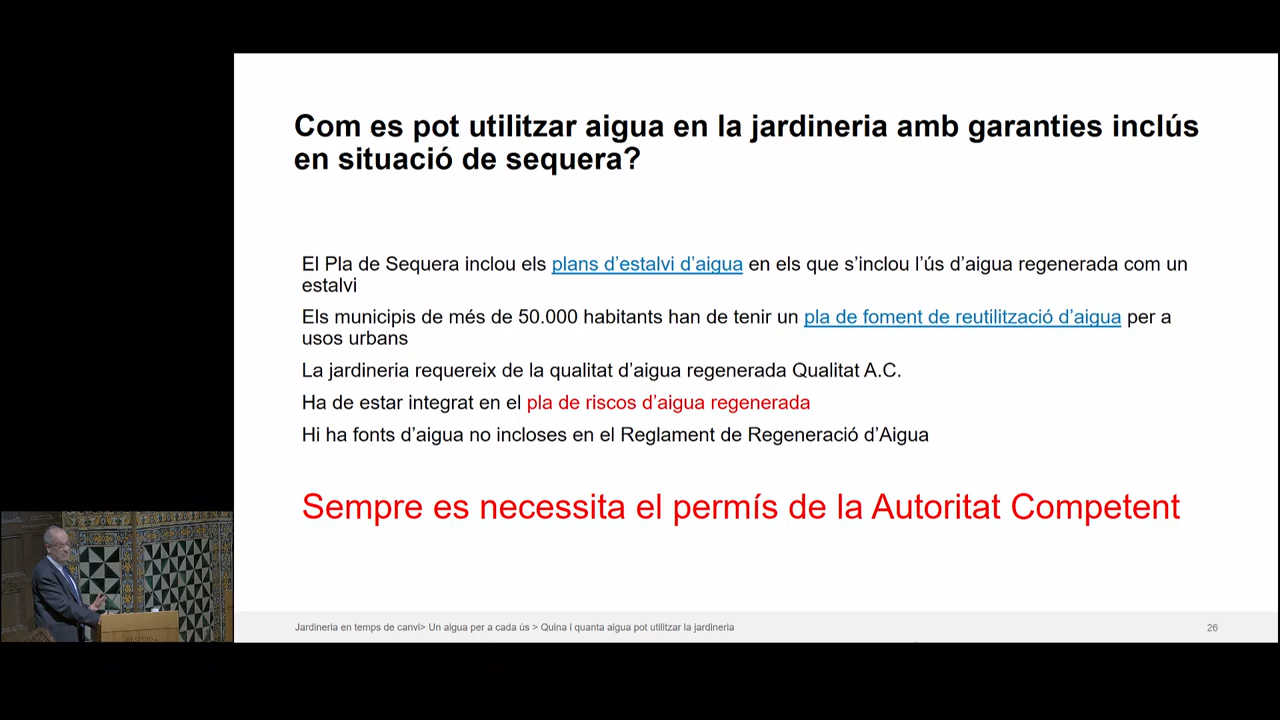 Com es pot utilitzar aigua en la jardineria amb garanties inclús
en situació de sequera?
El Pla de Sequera inclou els plans d'estalvi d'aigua en els que s'inclou l'ús d'aigua regenerada com un
estalvi
Els municipis de més de 50.000 habitants han de tenir un pla de foment de reutilització d'aigua per a
usos urbans
La jardineria requereix de la qualitat d'aigua regenerada Qualitat A.C.
Ha de estar integrat en el pla de riscos d'aigua regenerada
Hi ha fonts d'aigua no incloses en el Reglament de Regeneració d'Aigua
Sempre es necessita el permís de la Autoritat Competent
Jardineria en temps de canvi> Un aigua per a cada ús > Quina i quanta aigua pot utilitzar la jardineria
26